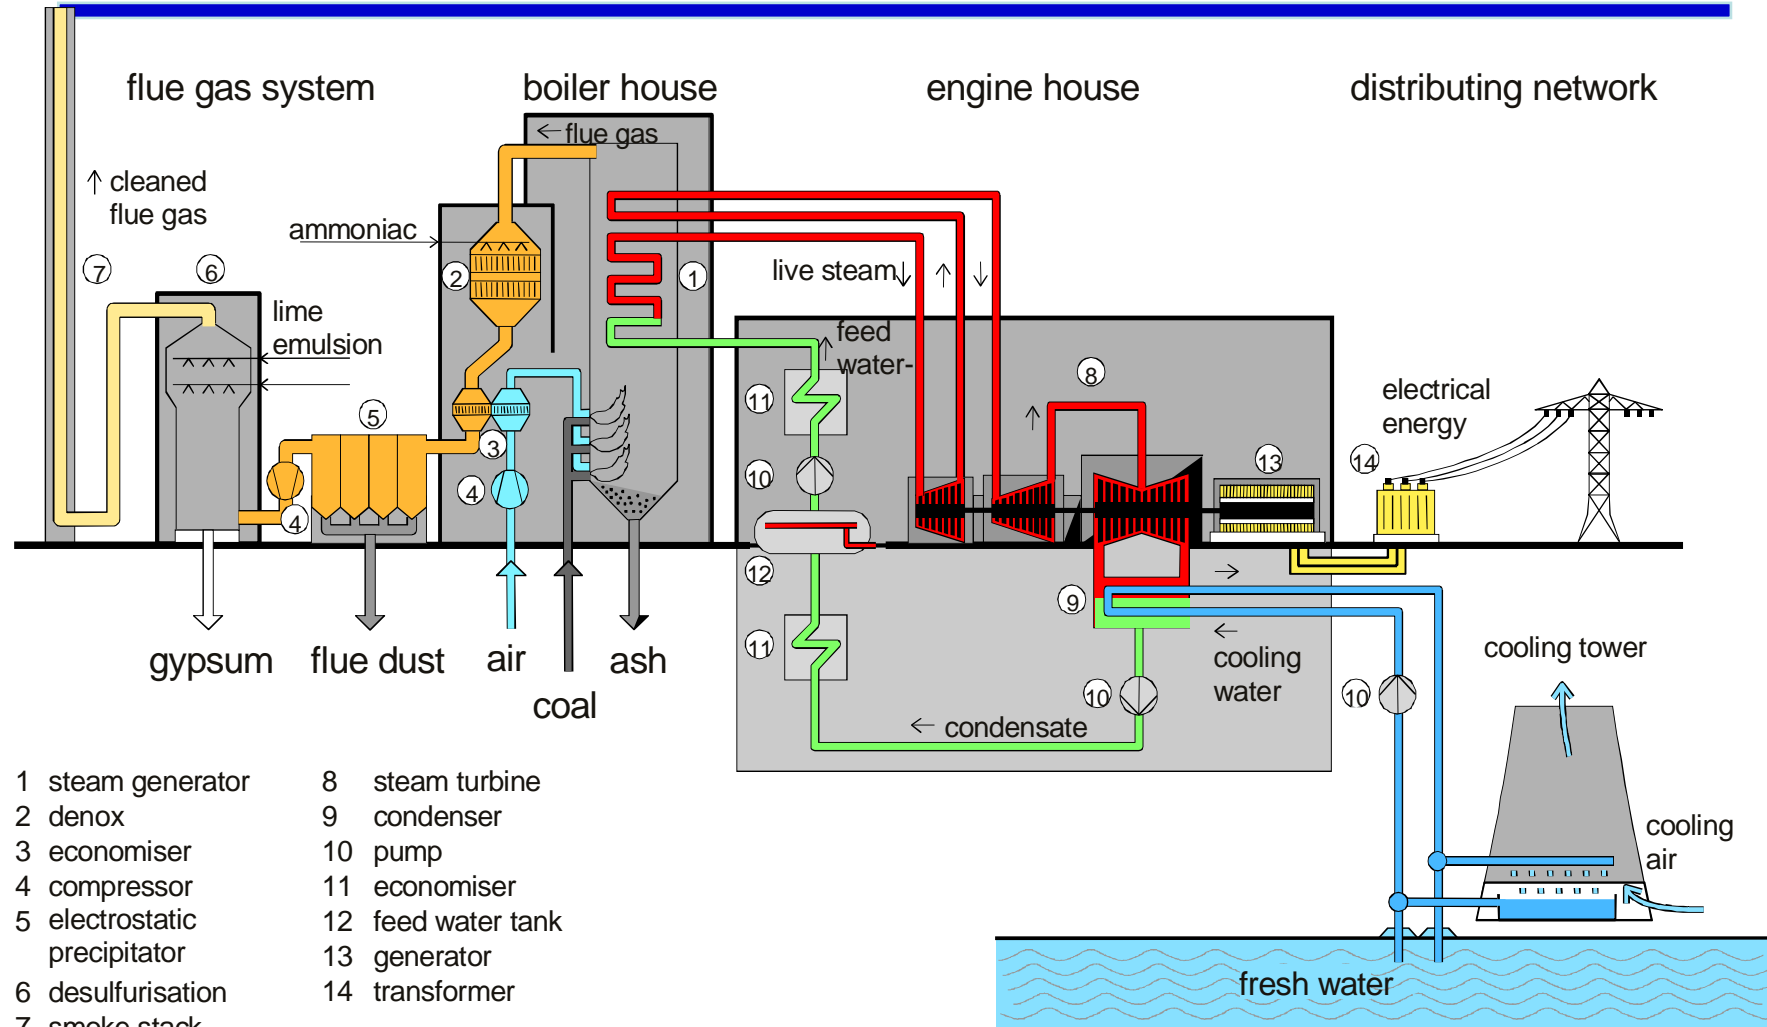 flue gas system
boiler house
engine house
distributing network
flue gas
cleaned
flue gas
ammoniac
7
6
2
1
live steam
lime
emulsion
feed
water-
8
electrical
energy
11
5
3
10
4
13
14
4
12
9
11
gypsum
flue dust
air
ash
coal
cooling
water
10
10
condensate
cooling tower
cooling
air
fresh water
1 steam generator
2 denox
3 economiser
4 compressor
5 electrostatic
precipitator
6 desulfurisation
7 smoke stack
8 steam turbine
9 condenser
10 pump
11 economiser
12 feed water tank
13 generator
14 transformer